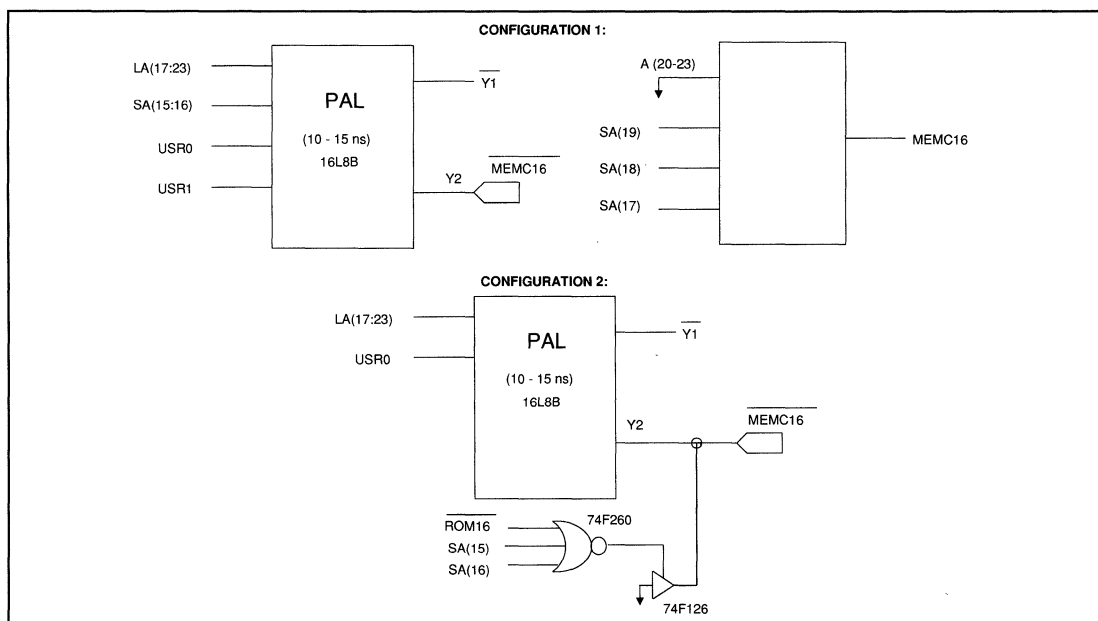 CONFIGURATION 1:
LA(17:23)
SA(15:16)
USR0
USR1
PAL
(10 - 15 ns)
16L8B
Y1
Y2
MEMC16
A (20-23)
SA(19)
SA(18)
SA(17)
MEMC16
CONFIGURATION 2:
LA(17:23)
USR0
PAL
(10 - 15 ns)
16L8B
Y1
Y2
MEMC16
ROM16
SA(15)
SA(16)
74F260
74F126